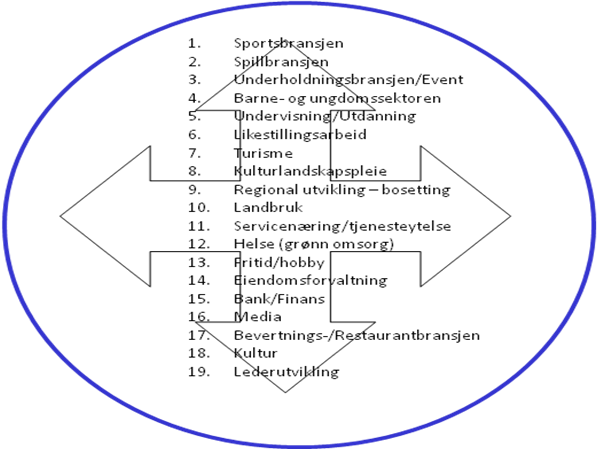 1. Sportsbransjen
2. Spillbransjen
3. Underholdningsbransjen/Event
4. Barne- og ungdomssektoren
5. Undervisning/Utdanning
6. Likestillingsarbeid
7. Turisme
8. Kulturlandskapspleie
9. Regional utvikling – bosetting
10. Landbruk
11. Servicenæring/tjenesteytelse
12. Helse (grønn omsorg)
13. Fritid/hobby
14. Eiendomsforvaltning
15. Bank/Finans
16. Media
17. Bevertnings-/Restaurantbransjen
18. Kultur
19. Lederutvikling